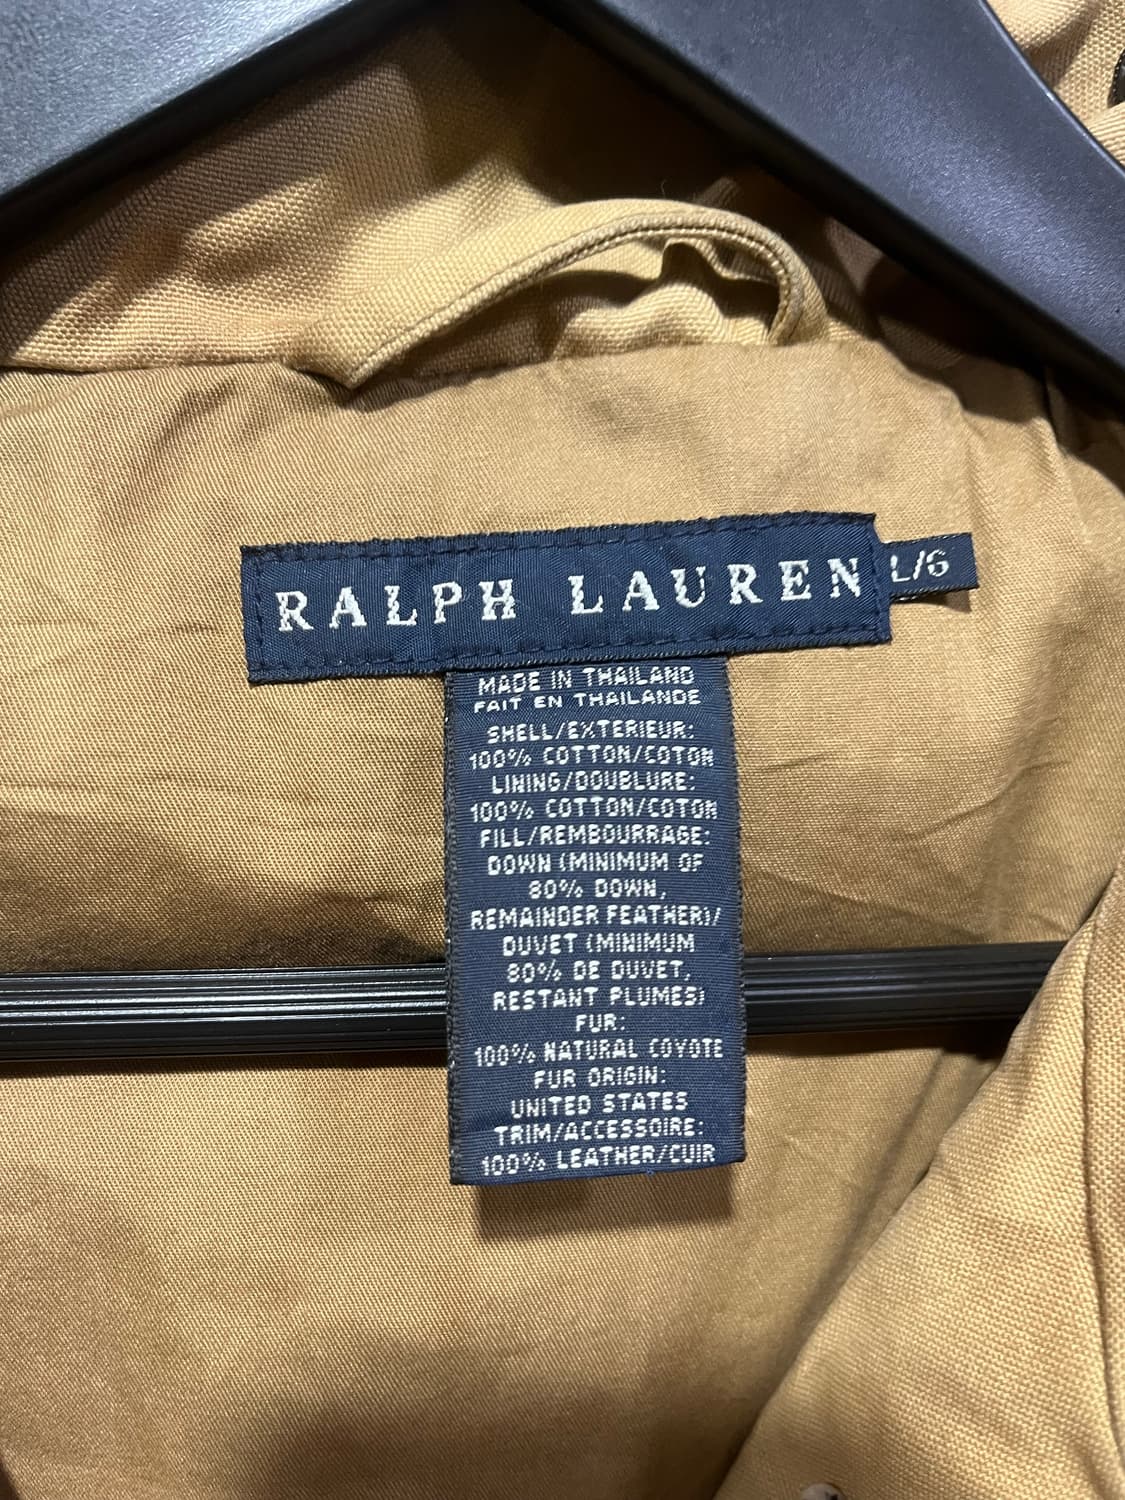 RALPH LAUREN
L/G
MADE IN THAILAND
FAIT EN THAILANDE
SHELL/EXTERIEUR:
100% COTTON/COTON
LINING/DOUBLURE:
100% COTTON/COTON
FILL/REMBOURRAGE:
DOWN (MINIMUM OF
80% DOWN,
REMAINDER FEATHER)/
DUVET (MINIMUM
80% DE DUVET,
RESTANT PLUMES)
FUR:
100% NATURAL COYOTE
FUR ORIGIN:
UNITED STATES
TRIM/ACCESSOIRE:
100% LEATHER/CUIR